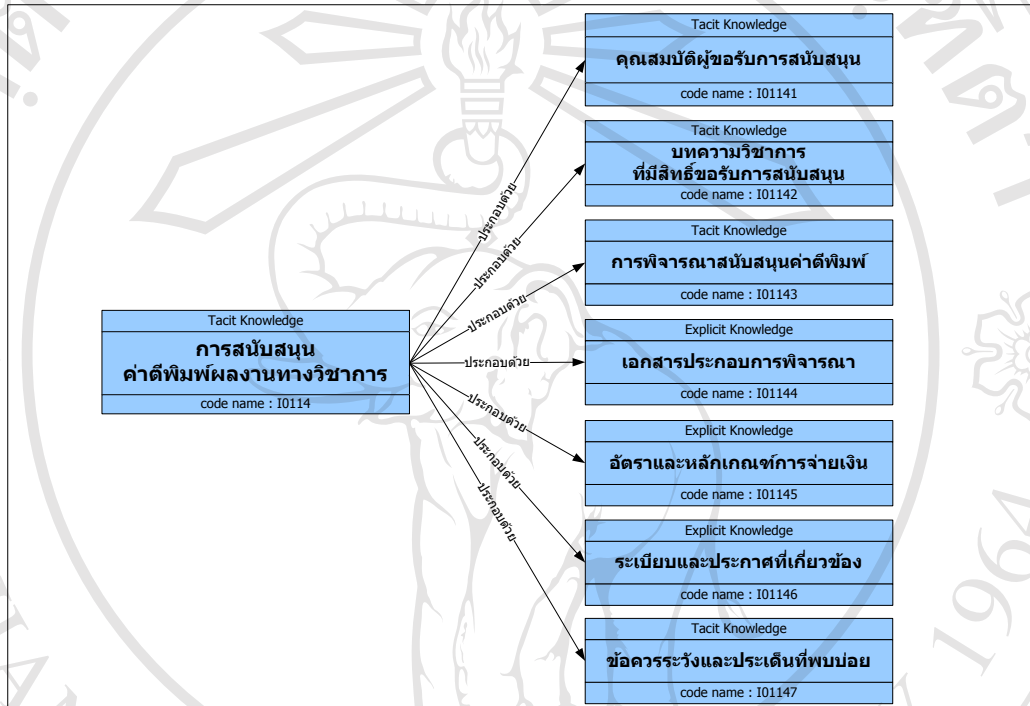 Tacit Knowledge
คุณสมบัติผู้ขอรับการสนับสนุน
code name : I01141
Tacit Knowledge
บทความวิชาการ
ที่มีสิทธิ์ขอรับการสนับสนุน
code name : I01142
Tacit Knowledge
การพิจารณาสนับสนุนค่าตีพิมพ์
code name : I01143
Tacit Knowledge
การสนับสนุน
ค่าตีพิมพ์ผลงานทางวิชาการ
code name : I0114
ประกอบด้วย
ประกอบด้วย
ประกอบด้วย
ประกอบด้วย
ประกอบด้วย
ประกอบด้วย
ประกอบด้วย
Explicit Knowledge
เอกสารประกอบการพิจารณา
code name : I01144
Explicit Knowledge
อัตราและหลักเกณฑ์การจ่ายเงิน
code name : I01145
Explicit Knowledge
ระเบียบและประกาศที่เกี่ยวข้อง
code name : I01146
Tacit Knowledge
ข้อควรระวังและประเด็นที่พบบ่อย
code name : I01147
1964